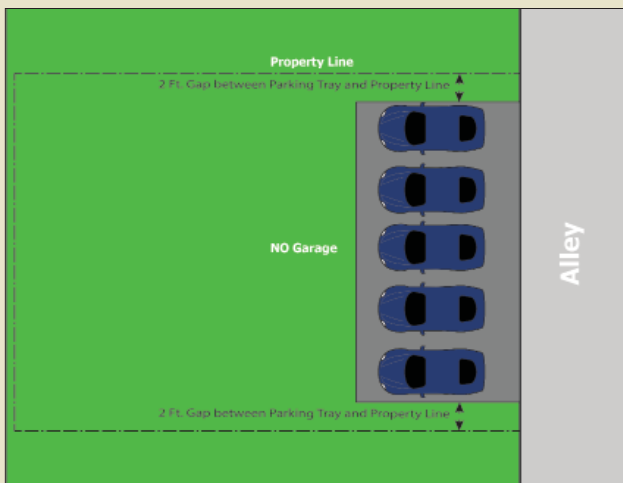 Property Line
2 Ft. Gap between Parking Tray and Property Line
NO Garage
Alley
2 Ft. Gap between Parking Tray and Property Line